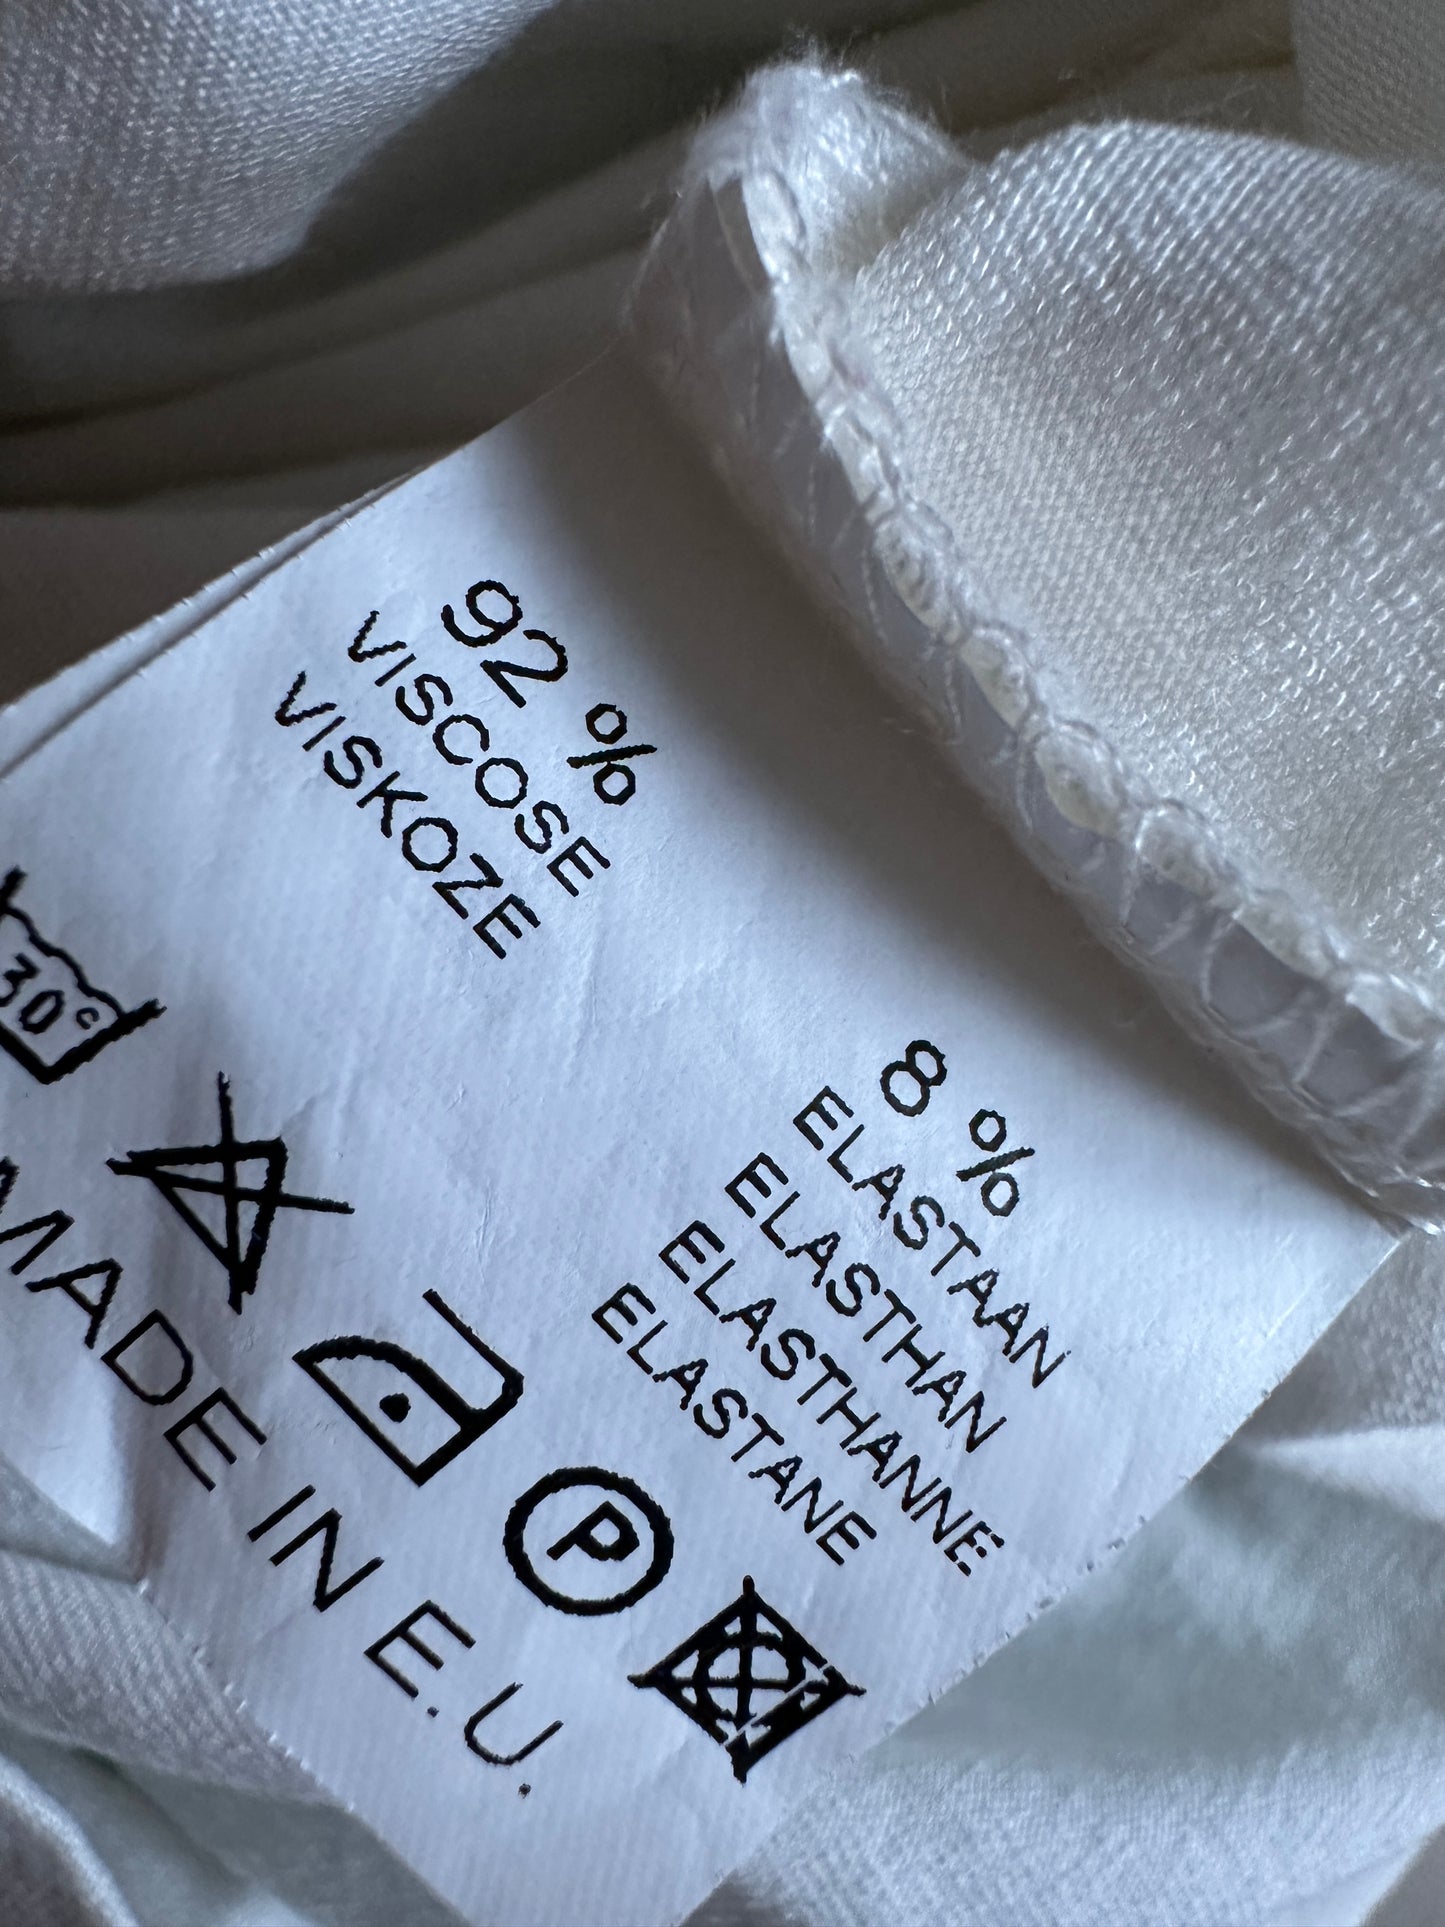 92 %
VISCOSE
VISKOZE
8 %
ELASTAAN
ELASTHAN
ELASTHANNE
ELASTANE
30°C
P
MADE IN E.U.